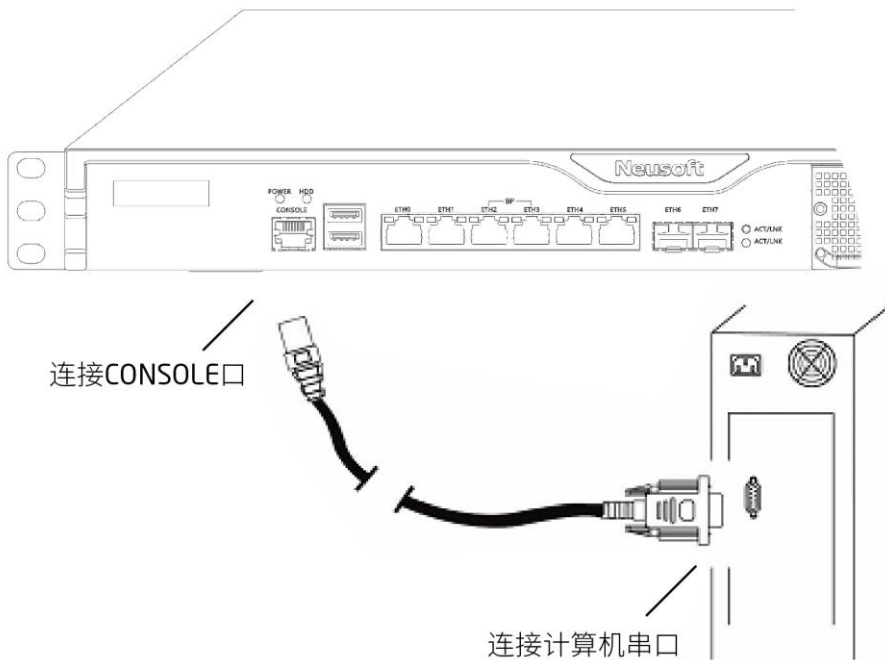 Neusoft
POWER HDD
CONSOLE
BP
ETH0 ETH1 ETH2 ETH3 ETH4 ETH5 ETH6 ETH7
ACT/LNK
ACT/LNK
连接CONSOLE口
连接计算机串口